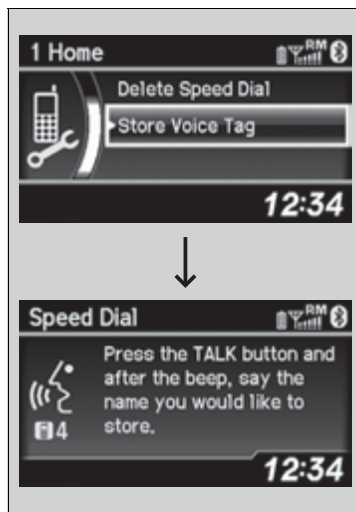 1 Home
RM
Delete Speed Dial
Store Voice Tag
12:34
Speed Dial
RM
Press the TALK button and
after the beep, say the
name you would like to
4 store.
12:34